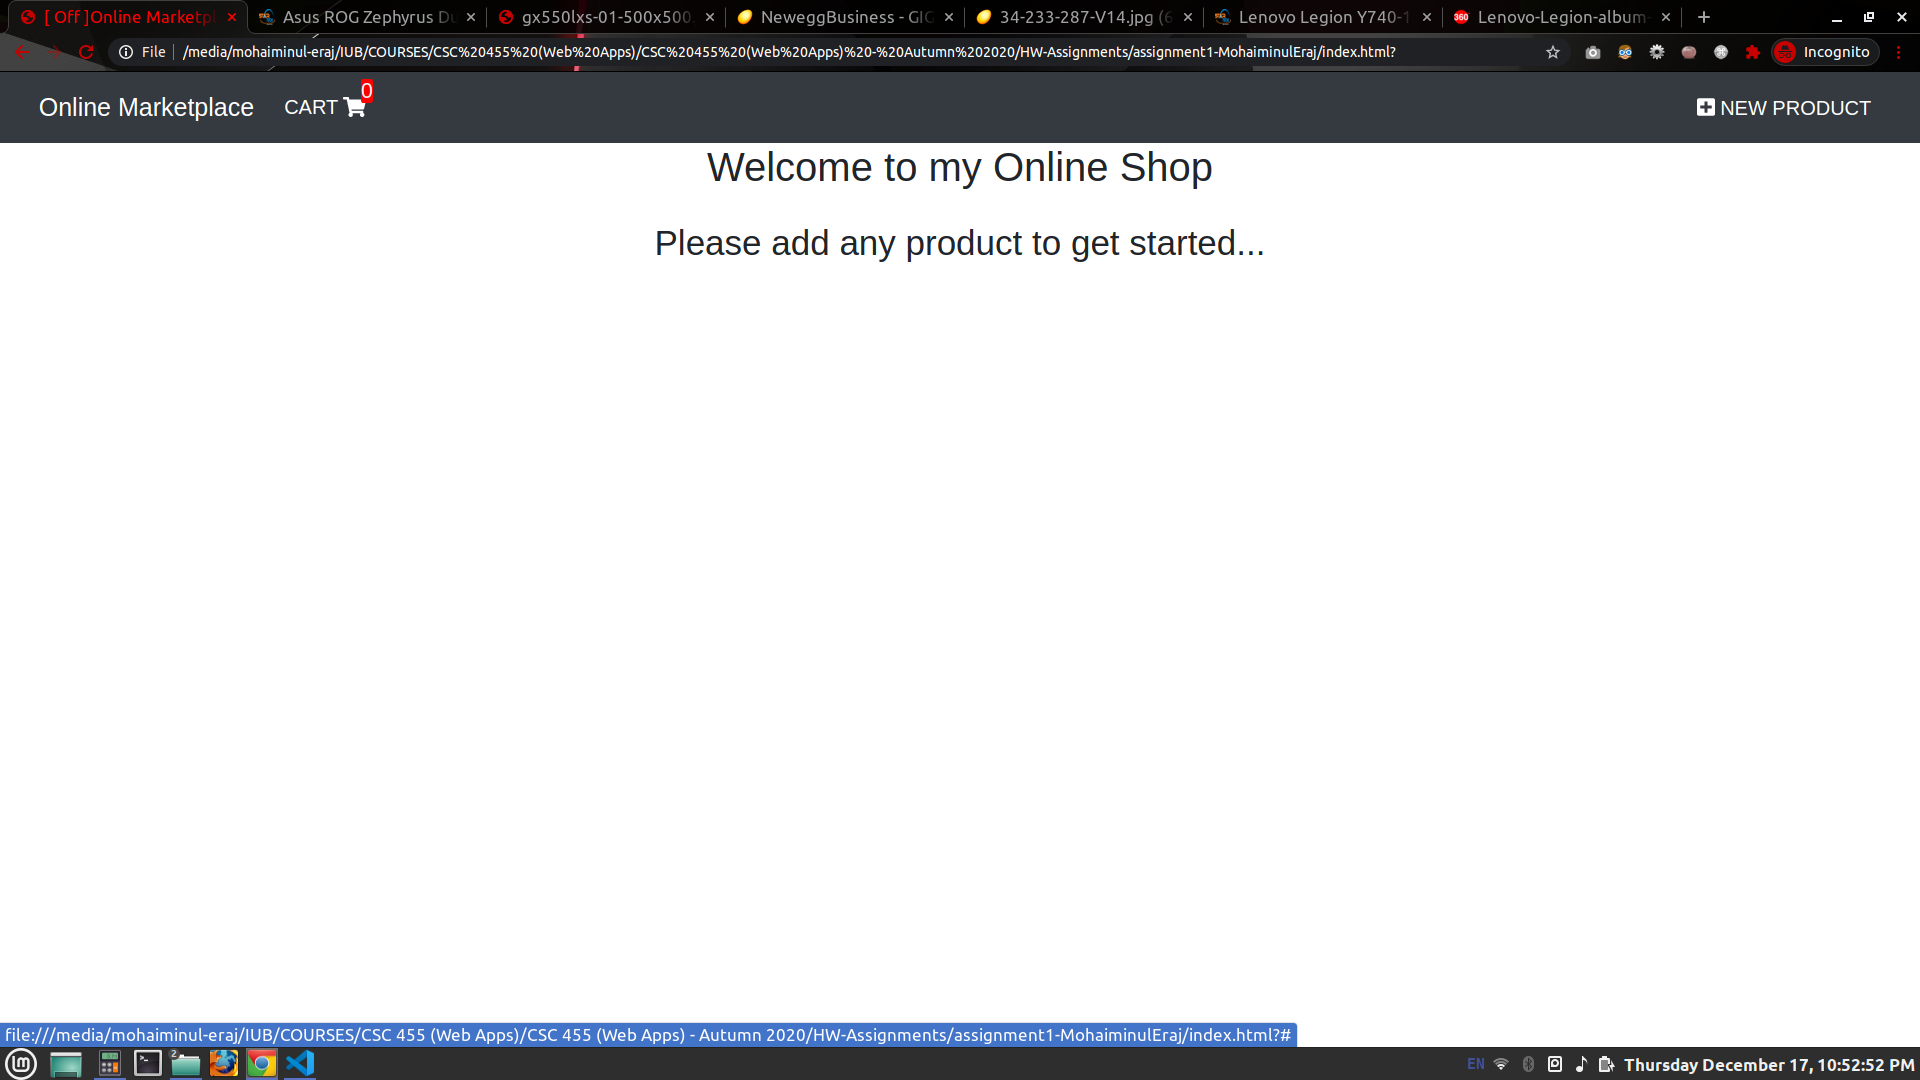 [ Off ]Online Marketpl
Asus ROG Zephyrus Du
gx550lxs-01-500x500.
NeweggBusiness - GIG
34-233-287-V14.jpg (6
Lenovo Legion Y740-1
360
Lenovo-Legion-album-
File
/media/mohaiminul-eraj/IUB/COURSES/CSC%20455%20(Web%20Apps)/CSC%20455%20(Web%20Apps)%20-%20Autumn%202020/HW-Assignments/assignment1-MohaiminulEraj/index.html?
Incognito
Online Marketplace
CART
0
NEW PRODUCT
Welcome to my Online Shop
Please add any product to get started...
file:///media/mohaiminul-eraj/IUB/COURSES/CSC 455 (Web Apps)/CSC 455 (Web Apps) - Autumn 2020/HW-Assignments/assignment1-MohaiminulEraj/index.html?#
2
EN
Thursday December 17, 10:52:52 PM